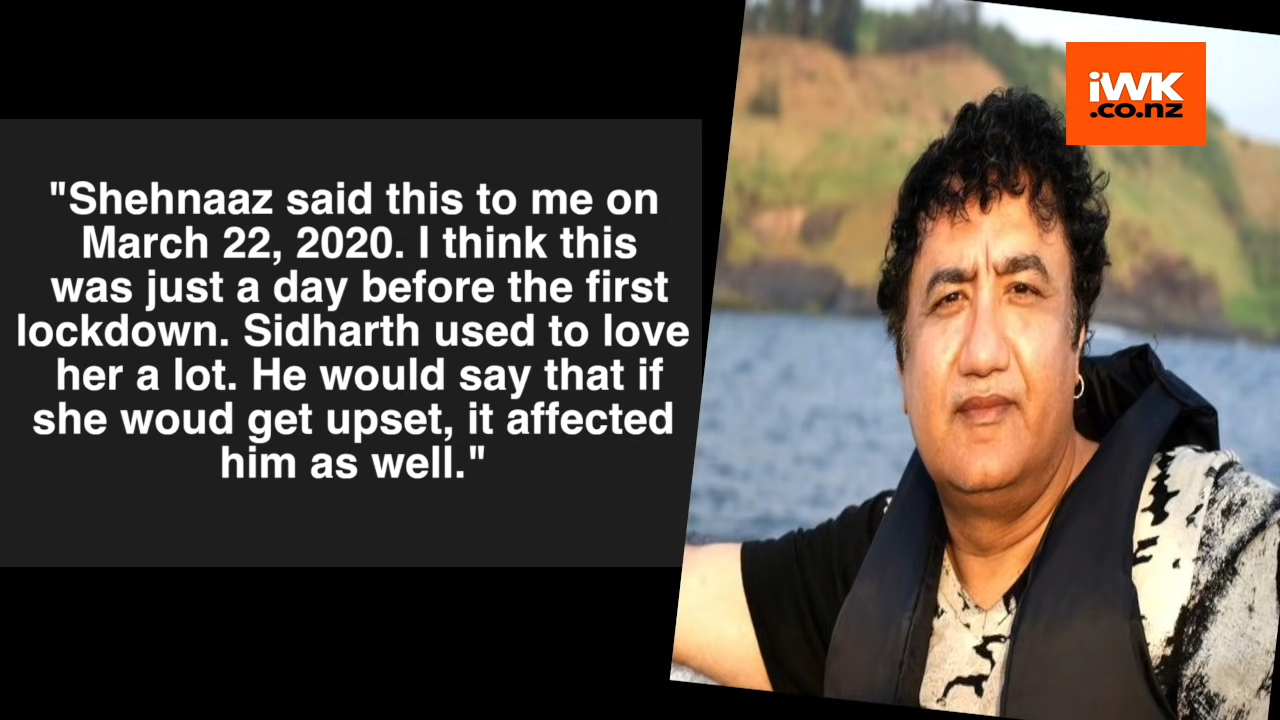 "Shehnaaz said this to me on
March 22, 2020. I think this
was just a day before the first
lockdown. Sidharth used to love
her a lot. He would say that if
she woud get upset, it affected
him as well."
iWK
.co.nz